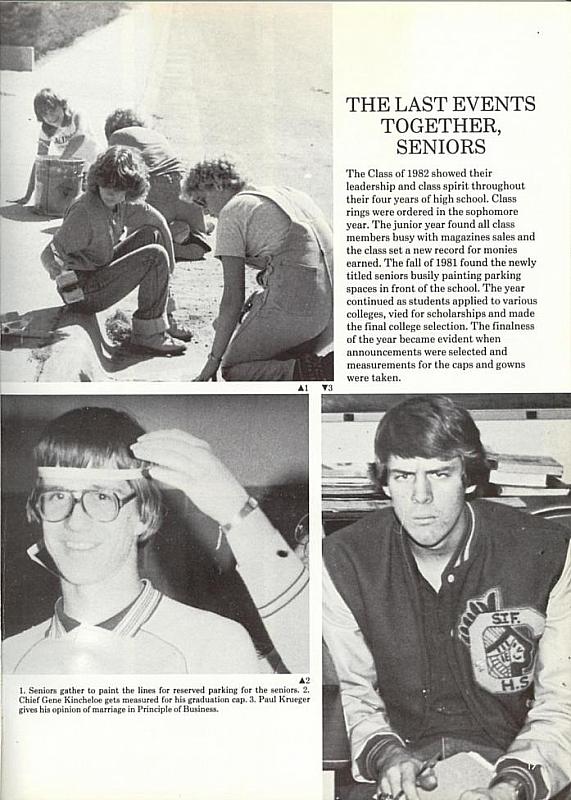 THE LAST EVENTS
TOGETHER,
SENIORS
The Class of 1982 showed their
leadership and class spirit throughout
their four years of high school. Class
rings were ordered in the sophomore
year. The junior year found all class
members busy with magazines sales and
the class set a new record for monies
earned. The fall of 1981 found the newly
titled seniors busily painting parking
spaces in front of the school. The year
continued as students applied to various
colleges, vied for scholarships and made
the final college selection. The finalness
of the year became evident when
announcements were selected and
measurements for the caps and gowns
were taken.
▲1 ▼3
S.I.F.
H.S.
▲2
1. Seniors gather to paint the lines for reserved parking for the seniors. 2.
Chief Gene Kincheloe gets measured for his graduation cap. 3. Paul Krueger
gives his opinion of marriage in Principle of Business.
17